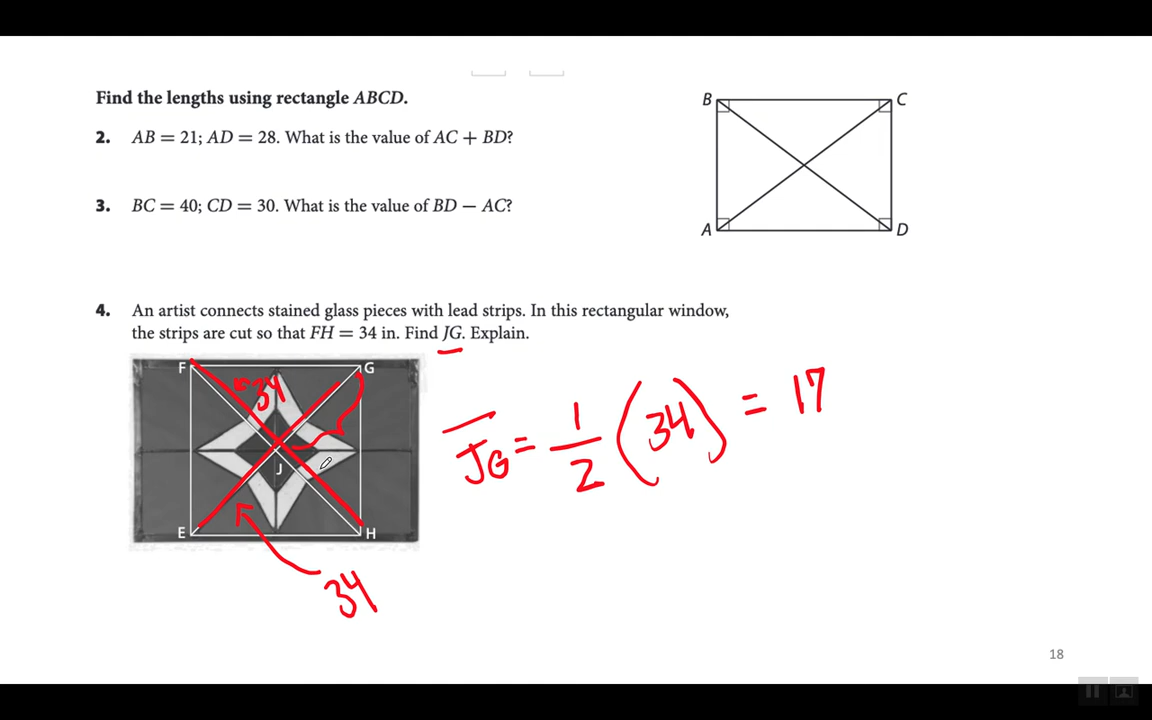 Find the lengths using rectangle ABCD.
2. AB = 21; AD = 28. What is the value of AC + BD?
3. BC = 40; CD = 30. What is the value of BD − AC?
B
C
A
D
4. An artist connects stained glass pieces with lead strips. In this rectangular window,
the strips are cut so that FH = 34 in. Find JG. Explain.
F
G
34
J
E
H
34
JG = 1/2 (34) = 17
18